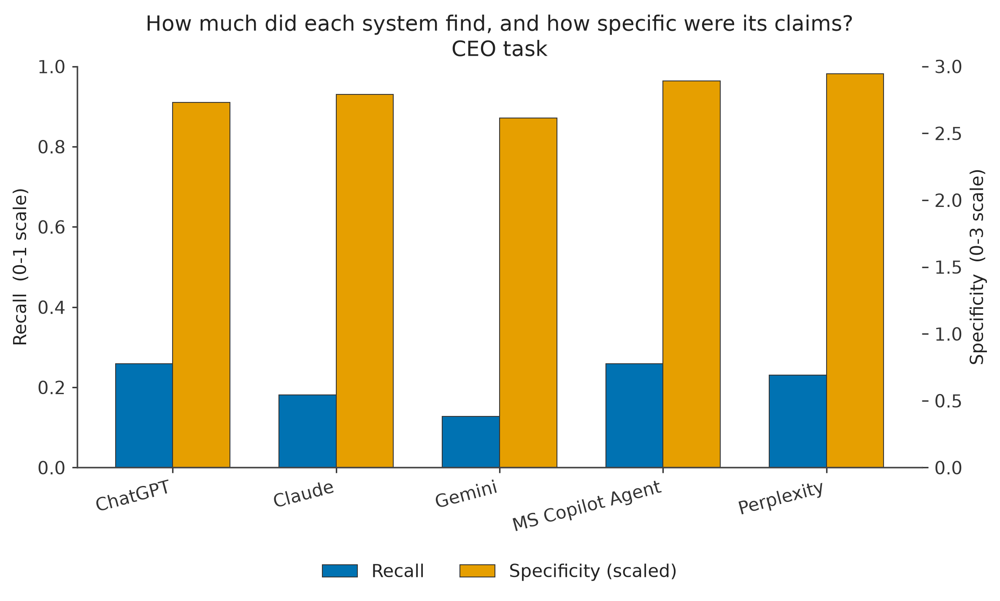 How much did each system find, and how specific were its claims?
CEO task
Recall  (0-1 scale)
1.0
0.8
0.6
0.4
0.2
0.0
3.0
2.5
2.0
1.5
1.0
0.5
0.0
Specificity  (0-3 scale)
ChatGPT
Claude
Gemini
MS Copilot Agent
Perplexity
Recall
Specificity (scaled)